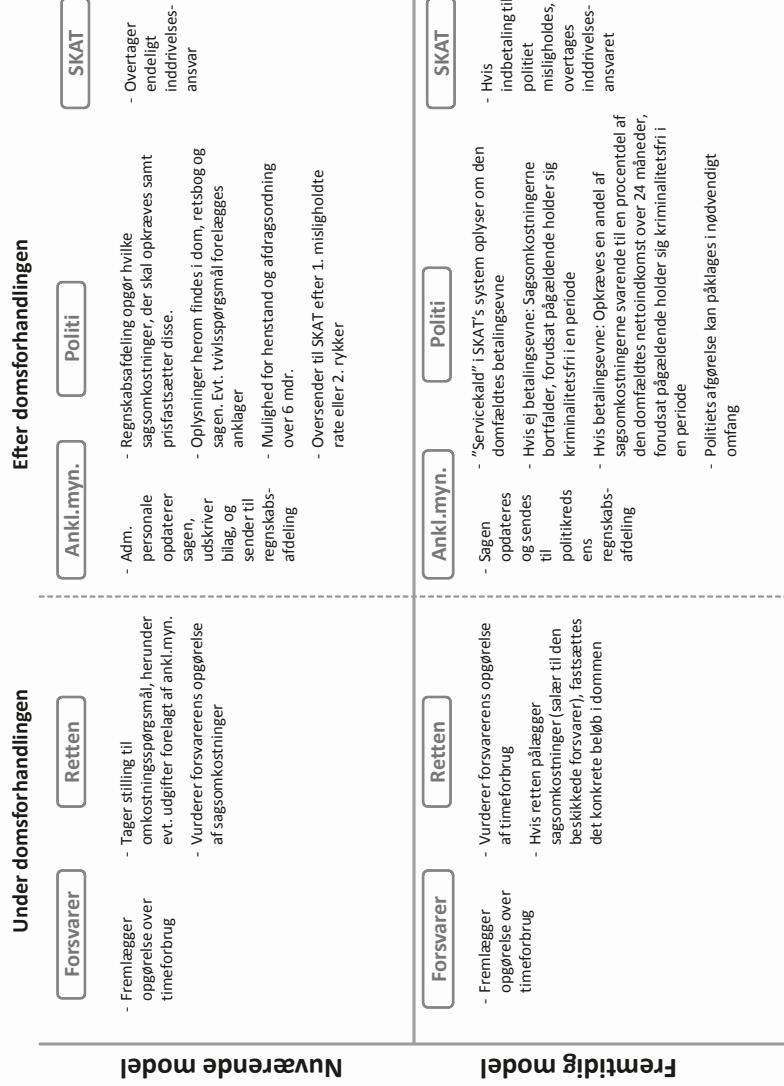 Under domsforhandlingen
Efter domsforhandlingen
Nuværende model
Forsvarer
- Fremlægger
opgørelse over
timeforbrug
Retten
- Tager stilling til
omkostningsspørgsmål, herunder
evt. udgifter forelagt af ankl.myn.
- Vurderer forsvarerens opgørelse
af sagsomkostninger
Ankl.myn.
- Adm.
personale
opdaterer
sagen,
udskriver
bilag, og
sender til
regnskabs-
afdeling
Politi
- Regnskabsafdeling opgør hvilke
sagsomkostninger, der skal opkræves samt
prisfastsætter disse.
- Oplysninger herom findes i dom, retsbog og
sagen. Evt. tvivlsspørgsmål forelægges
anklager
- Mulighed for henstand og afdragsordning
over 6 mdr.
- Oversender til SKAT efter 1. misligholdte
rate eller 2. rykker
SKAT
- Overtager
endeligt
inddrivelses-
ansvar
Fremtidig model
Forsvarer
- Fremlægger
opgørelse over
timeforbrug
Retten
- Vurderer forsvarerens opgørelse
af timeforbrug
- Hvis retten pålægger
sagsomkostninger (salær til den
beskikkede forsvarer), fastsættes
det konkrete beløb i dommen
Ankl.myn.
- Sagen
opdateres
og sendes
til
politikreds
ens
regnskabs-
afdeling
Politi
- ”Servicekald” i SKAT’s system oplyser om den
domfældtes betalingsevne
- Hvis ej betalingsevne: Sagsomkostningerne
bortfalder, forudsat pågældende holder sig
kriminalitetsfri i en periode
- Hvis betalingsevne: Opkræves en andel af
sagsomkostningerne svarende til en procentdel af
den domfældtes nettoindkomst over 24 måneder,
forudsat pågældende holder sig kriminalitetsfri i
en periode
- Politiets afgørelse kan påklages i nødvendigt
omfang
SKAT
- Hvis
indbetaling til
politiet
misligholdes,
overtages
inddrivelses-
ansvaret